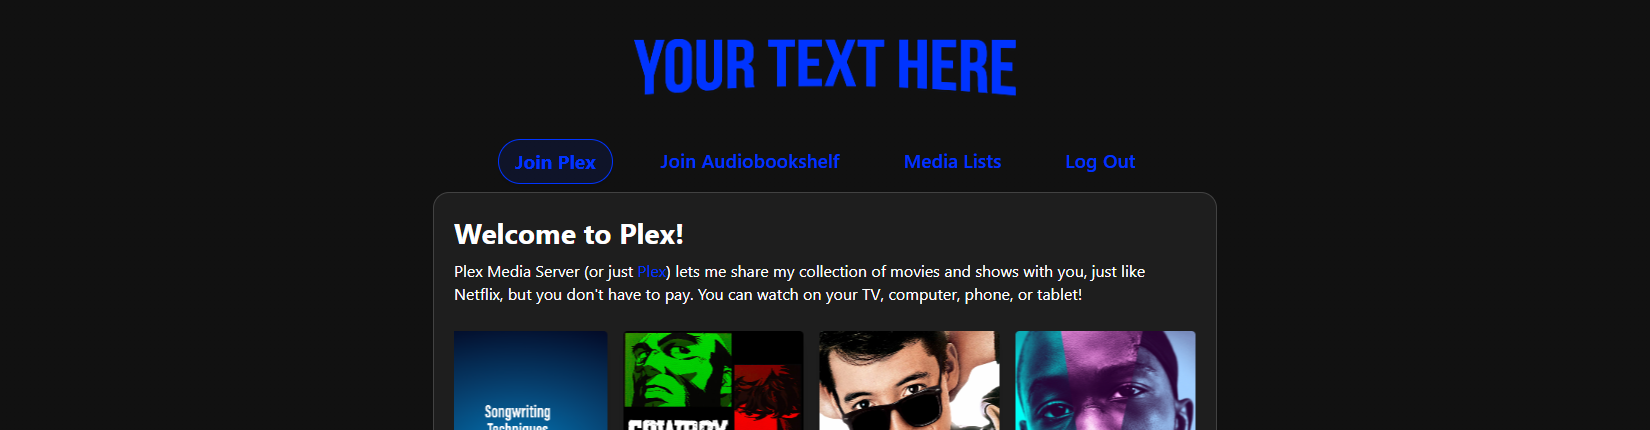 YOUR TEXT HERE
Join Plex
Join Audiobookshelf
Media Lists
Log Out
Welcome to Plex!
Plex Media Server (or just Plex) lets me share my collection of movies and shows with you, just like
Netflix, but you don't have to pay. You can watch on your TV, computer, phone, or tablet!
Songwriting
Techniques
COWBOY